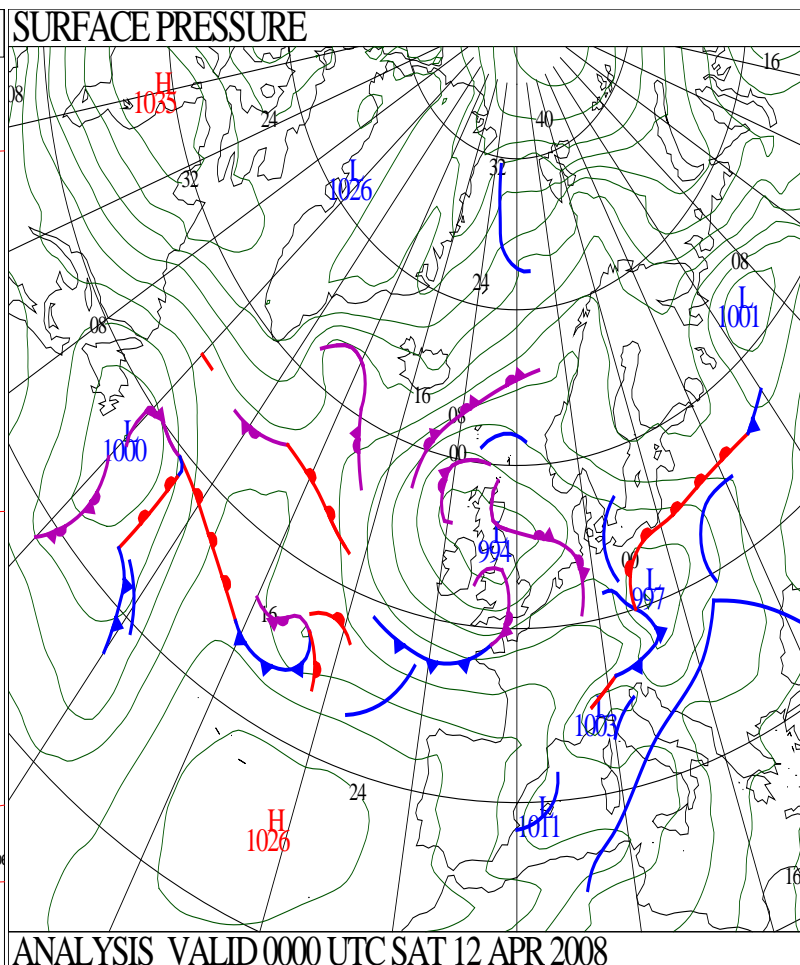 SURFACE PRESSURE
16
H
1035
08
24
40
32
L
1026
32
24
08
L
1001
08
16
08
L
1000
00
L
994
00
L
997
16
L
1003
24
H
1026
L
1011
16
ANALYSIS VALID 0000 UTC SAT 12 APR 2008